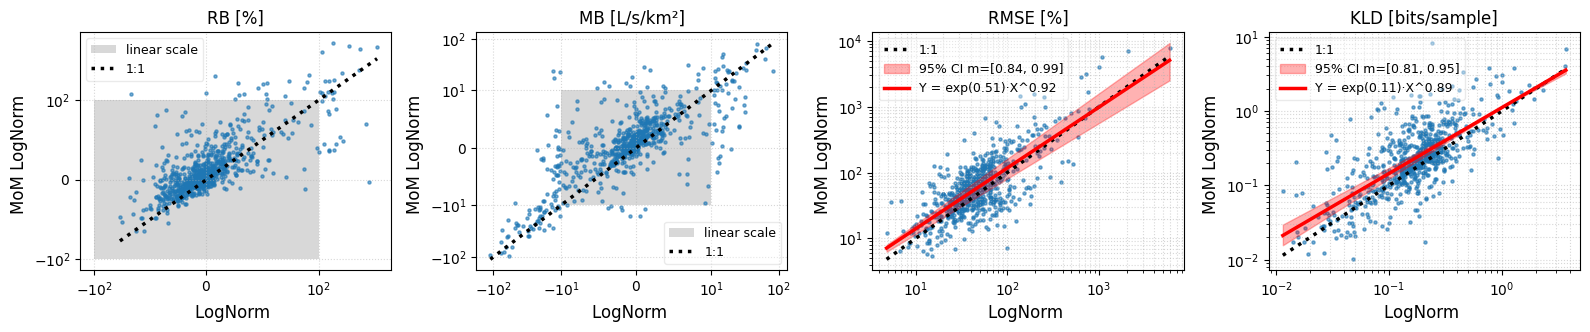 RB [%]
linear scale
1:1
10²
0
−10²
−10²
0
10²
MoM LogNorm
LogNorm
MB [L/s/km²]
10²
10¹
0
−10¹
−10²
−10²
−10¹
0
10¹
10²
linear scale
1:1
MoM LogNorm
LogNorm
RMSE [%]
1:1
95% CI m=[0.84, 0.99]
Y = exp(0.51)·X^0.92
10⁴
10³
10²
10¹
10¹
10²
10³
MoM LogNorm
LogNorm
KLD [bits/sample]
1:1
95% CI m=[0.81, 0.95]
Y = exp(0.11)·X^0.89
10¹
10⁰
10⁻¹
10⁻²
10⁻²
10⁻¹
10⁰
MoM LogNorm
LogNorm